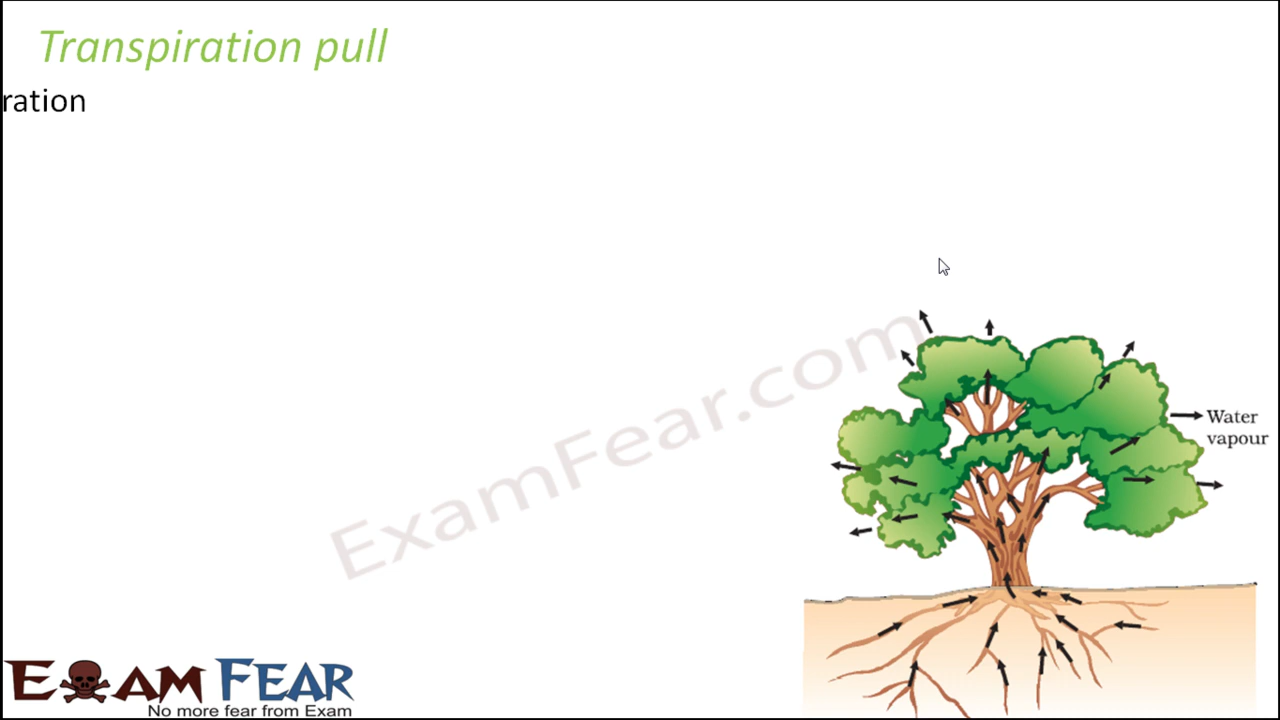 Transpiration pull
ration
ExamFear.com
Water
vapour
EXAM FEAR
No more fear from Exam